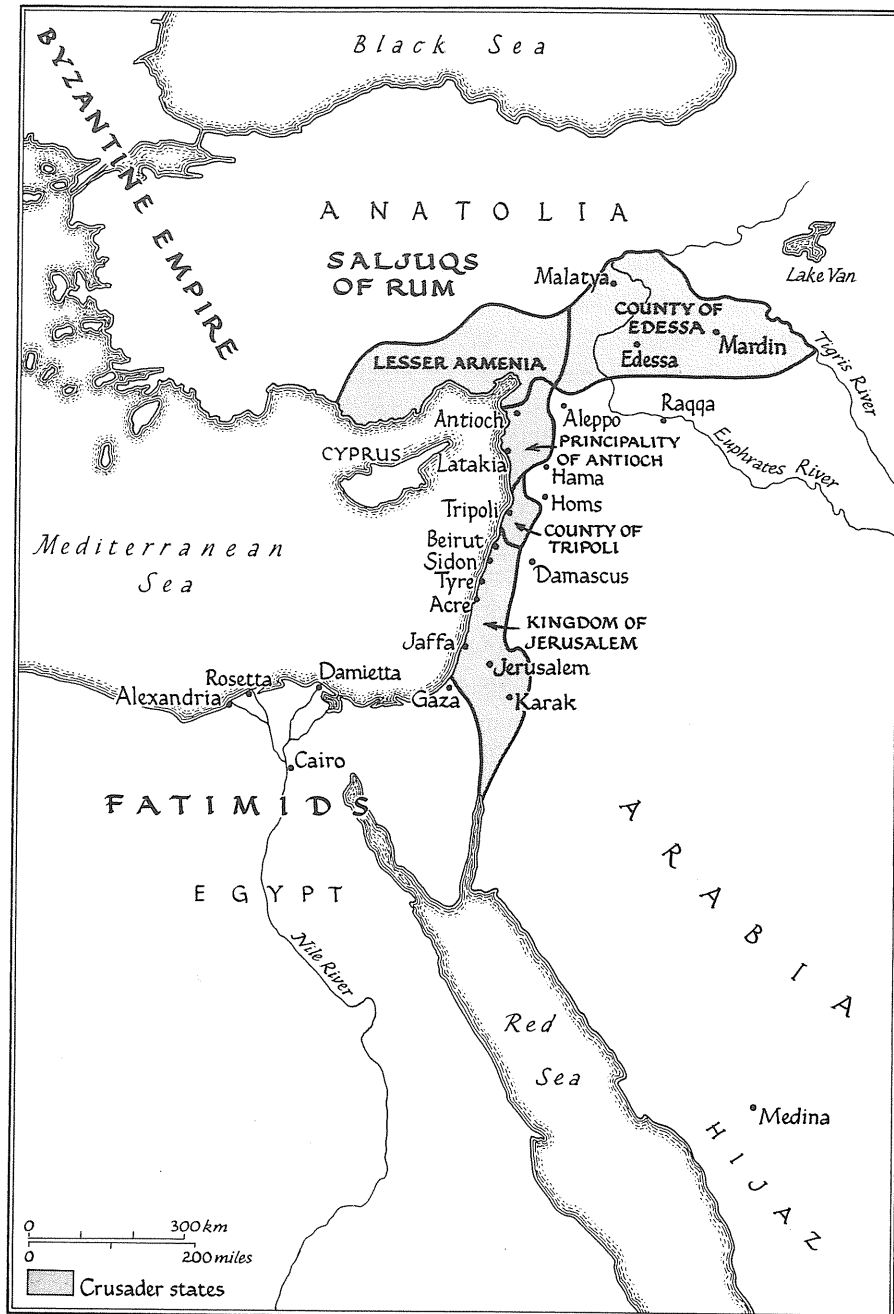 Black Sea
BYZANTINE EMPIRE
ANATOLIA
SALJUQS
OF RUM
Lake Van
Malatya
COUNTY OF
EDESSA
Mardin
Edessa
Tigris River
LESSER ARMENIA
Antioch
Aleppo
Raqqa
Euphrates River
PRINCIPALITY
OF ANTIOCH
CYPRUS
Latakia
Hama
Homs
Tripoli
COUNTY OF
TRIPOLI
Mediterranean
Sea
Beirut
Sidon
Tyre
Acre
Damascus
KINGDOM OF
JERUSALEM
Jaffa
Jerusalem
Gaza
Karak
Damietta
Rosetta
Alexandria
Cairo
FATIMIDS
EGYPT
Nile River
ARABIA
Red
Sea
Medina
HIJAZ
0 300 km
0 200 miles
Crusader states